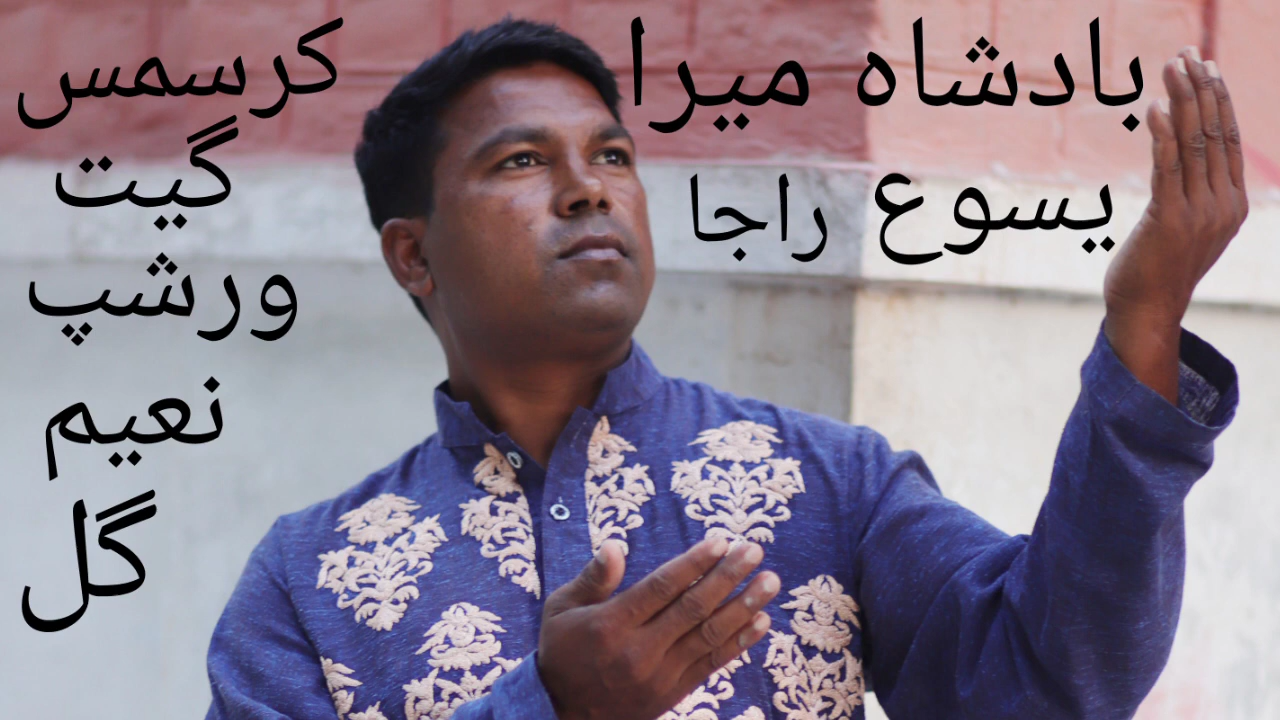 بادشاہ میرا
یسوع راجا
کرسمس
گیت
ورشپ
نعیم
گل